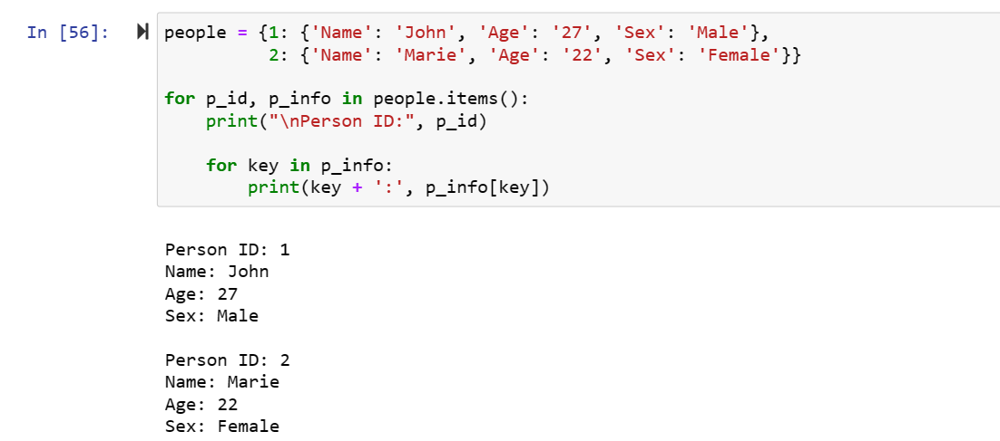 In [56]: people = {1: {'Name': 'John', 'Age': '27', 'Sex': 'Male'},
          2: {'Name': 'Marie', 'Age': '22', 'Sex': 'Female'}}
for p_id, p_info in people.items():
    print("\nPerson ID:", p_id)
    for key in p_info:
        print(key + ':', p_info[key])
Person ID: 1
Name: John
Age: 27
Sex: Male
Person ID: 2
Name: Marie
Age: 22
Sex: Female